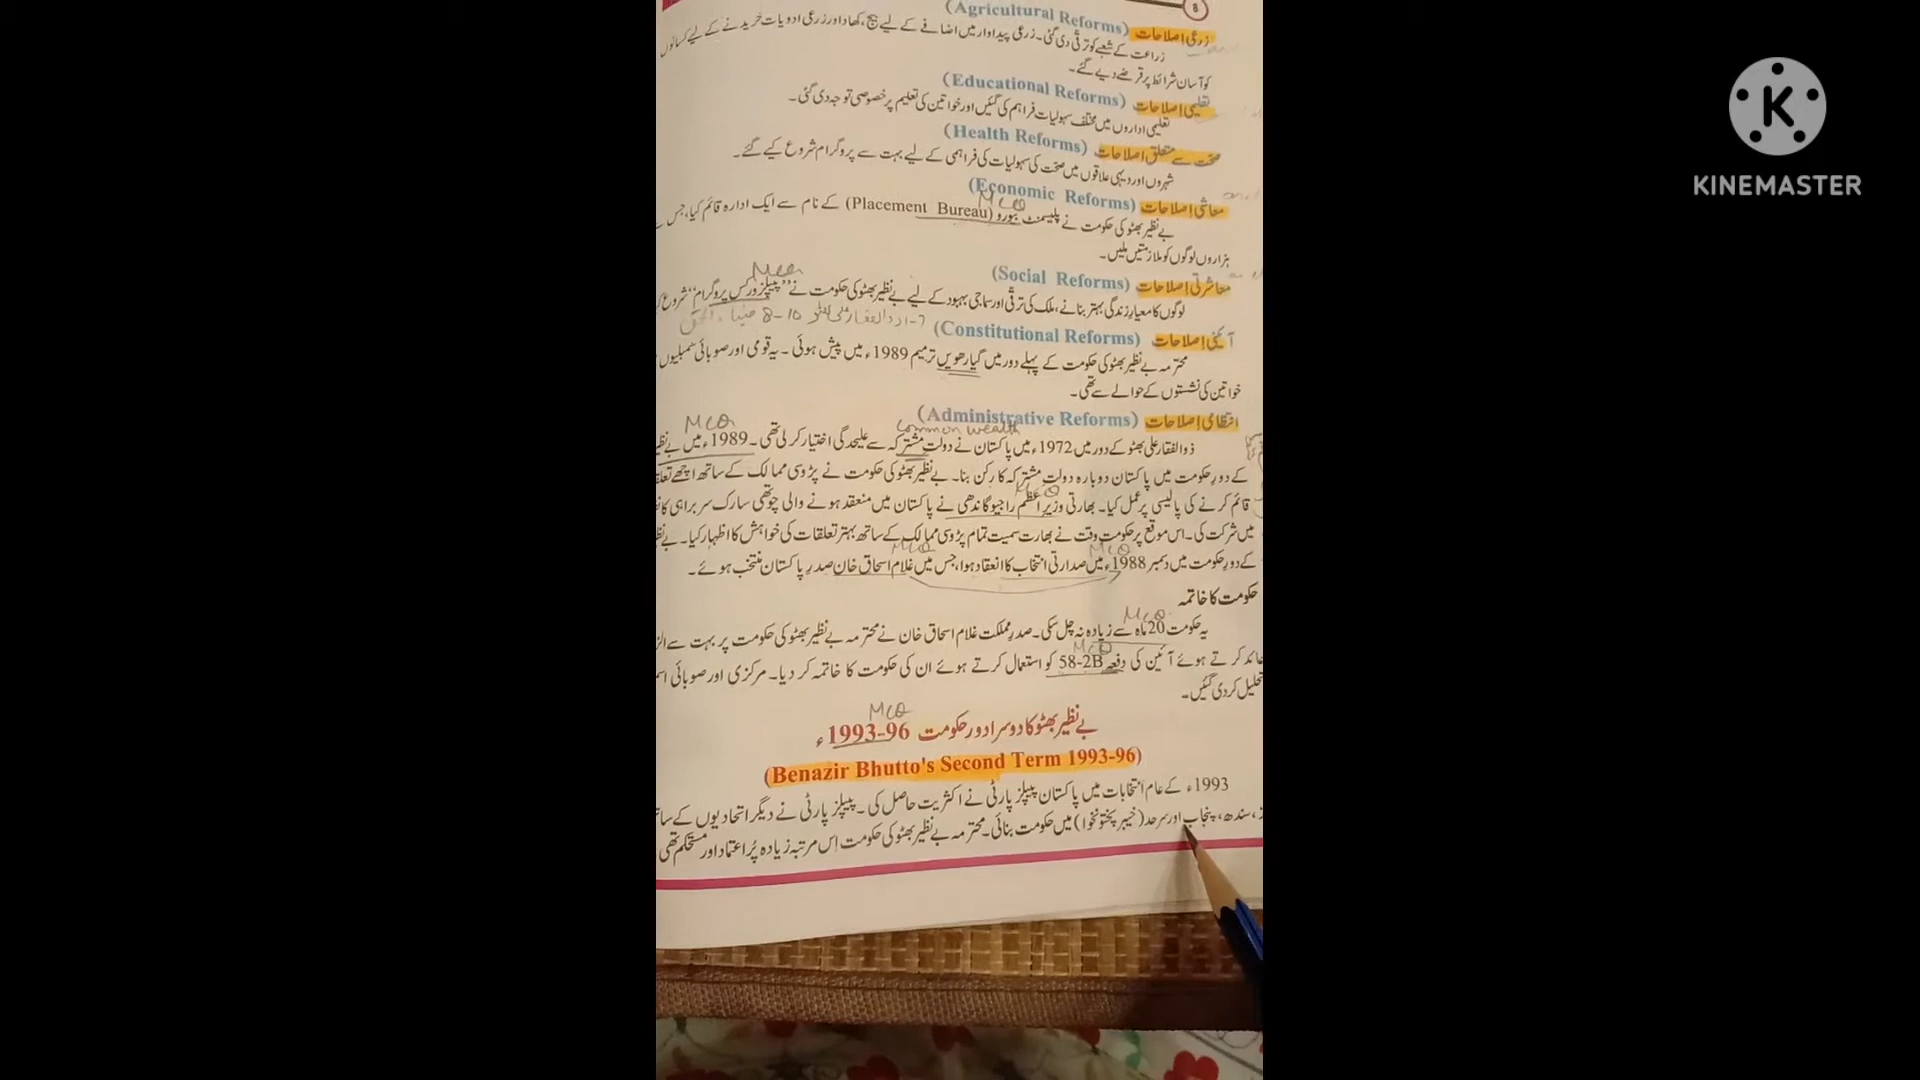 8
زرعی اصلاحات (Agricultural Reforms)
زراعت کے شعبے کو ترقی دی گئی۔ زرعی پیداوار میں اضافے کے لیے بیج، کھاد اور زرعی ادویات خریدنے کے لیے کسانوں
کو آسان شرائط پر قرضے دیے گئے۔
تعلیمی اصلاحات (Educational Reforms)
تعلیمی اداروں میں مختلف سہولیات فراہم کی گئیں اور خواتین کی تعلیم پر خصوصی توجہ دی گئی۔
صحت سے متعلق اصلاحات (Health Reforms)
شہروں اور دیہی علاقوں میں صحت کی سہولیات کی فراہمی کے لیے بہت سے پروگرام شروع کیے گئے۔
معاشی اصلاحات (Economic Reforms)
MCQ
بے نظیر بھٹو کی حکومت نے پلیسمنٹ بیورو (Placement Bureau) کے نام سے ایک ادارہ قائم کیا، جس سے
ہزاروں لوگوں کو ملازمتیں ملیں۔
معاشرتی اصلاحات (Social Reforms)
MCQ
لوگوں کا معیار زندگی بہتر بنانے، ملک کی ترقی اور سماجی بہبود کے لیے بے نظیر بھٹو کی حکومت نے "پیپلز ورکس پروگرام" شروع
آئینی اصلاحات (Constitutional Reforms)
محترمہ بے نظیر بھٹو کی حکومت کے پہلے دور میں گیارھویں ترمیم 1989ء میں پیش ہوئی۔ یہ قومی اور صوبائی اسمبلیوں
خواتین کی نشستوں کے حوالے سے تھی۔
انتظامی اصلاحات (Administrative Reforms)
common wealth MCQ
ذوالفقار علی بھٹو کے دور میں 1972ء میں پاکستان نے دولتِ مشترکہ سے علیحدگی اختیار کر لی تھی۔ 1989ء میں بے نظیر
کے دور حکومت میں پاکستان دوبارہ دولتِ مشترکہ کا رکن بنا۔ بے نظیر بھٹو کی حکومت نے پڑوسی ممالک کے ساتھ اچھے
MCQ
قائم کرنے کی پالیسی پر عمل کیا۔ بھارتی وزیرِ اعظم راجیو گاندھی نے پاکستان میں منعقد ہونے والی چوتھی سارک سربراہی
میں شرکت کی۔ اس موقع پر حکومتِ وقت نے بھارت سمیت تمام پڑوسی ممالک کے ساتھ بہتر تعلقات کی خواہش کا اظہار کیا۔
MCQ MCQ
کے دور حکومت میں دسمبر 1988ء میں صدارتی انتخاب کا انعقاد ہوا، جس میں غلام اسحاق خان صدر پاکستان منتخب ہوئے۔
حکومت کا خاتمہ
MCQ
یہ حکومت 20 ماہ سے زیادہ نہ چل سکی۔ صدر مملکت غلام اسحاق خان نے محترمہ بے نظیر بھٹو کی حکومت پر بہت سے
MCQ
عائد کرتے ہوئے آئین کی دفعہ 58-2B کو استعمال کرتے ہوئے ان کی حکومت کا خاتمہ کر دیا۔ مرکزی اور صوبائی
تحلیل کر دی گئیں۔
MCQ
بے نظیر بھٹو کا دوسرا دور حکومت 1993-96ء
(Benazir Bhutto's Second Term 1993-96)
1993ء کے عام انتخابات میں پاکستان پیپلز پارٹی نے اکثریت حاصل کی۔ پیپلز پارٹی نے دیگر اتحادیوں کے ساتھ
، سندھ، پنجاب اور سرحد (خیبر پختونخوا) میں حکومت بنائی۔ محترمہ بے نظیر بھٹو کی حکومت اس مرتبہ زیادہ پُر اعتماد اور مستحکم تھی
K
KINEMASTER